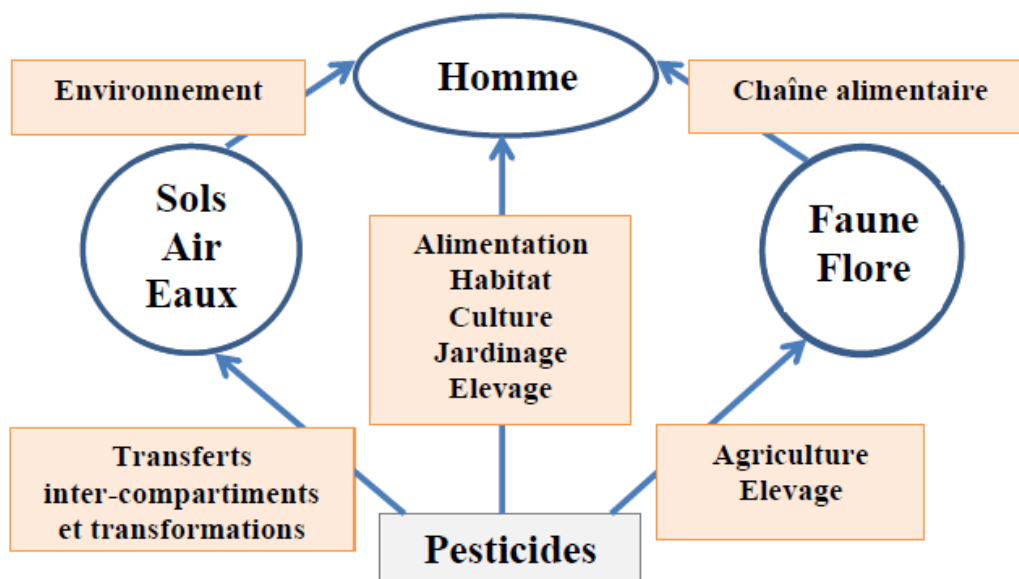 Homme
Environnement
Chaîne alimentaire
Sols
Air
Eaux
Alimentation
Habitat
Culture
Jardinage
Elevage
Faune
Flore
Transferts
inter-compartiments
et transformations
Agriculture
Elevage
Pesticides